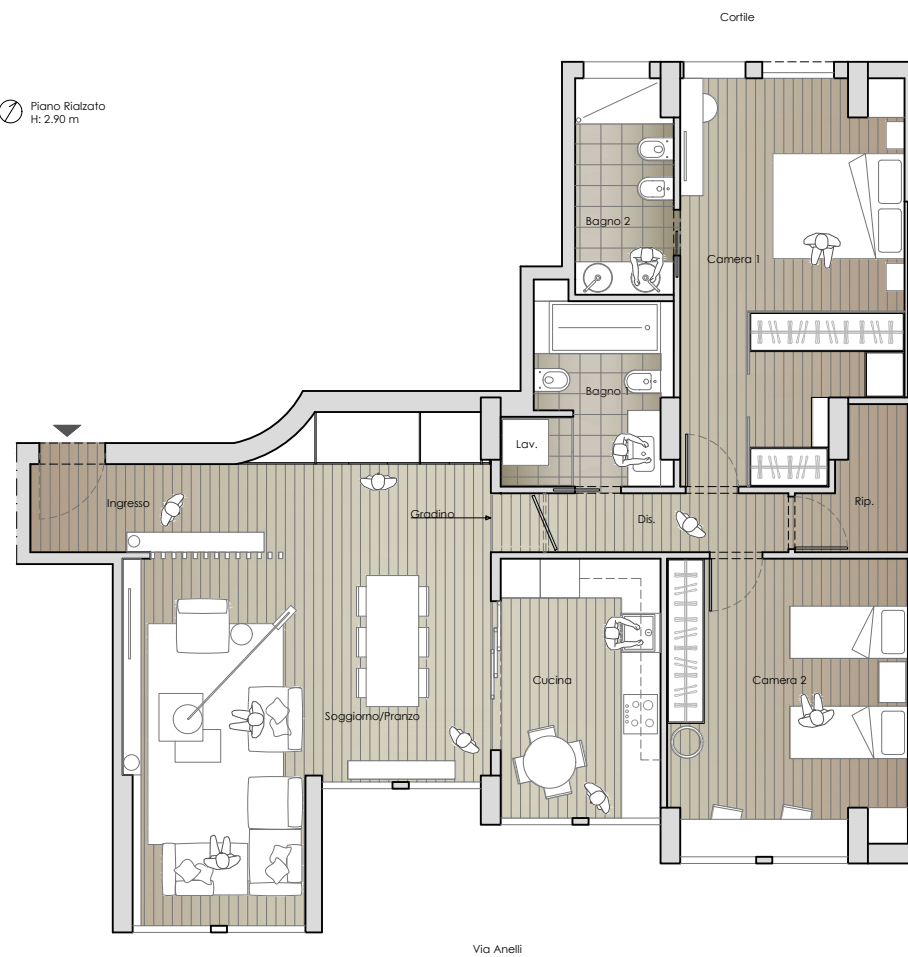 Cortile
Piano Rialzato
H: 2.90 m
Bagno 2
Camera 1
Bagno 1
Lav.
Ingresso
Gradino
Dis.
Rip.
Cucina
Camera 2
Soggiorno/Pranzo
Via Anelli